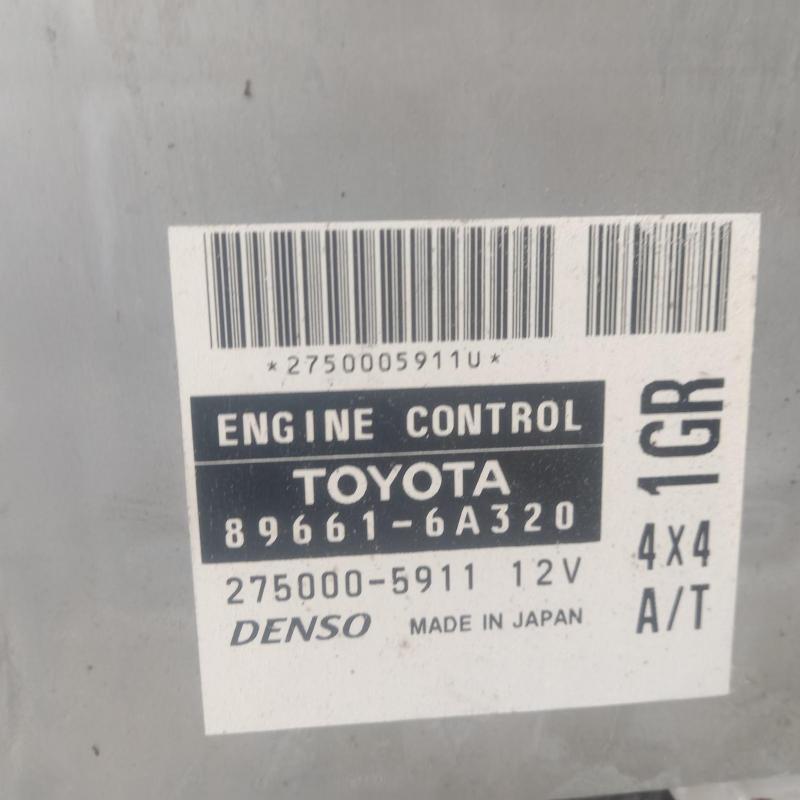 *2750005911U*
ENGINE CONTROL
TOYOTA
89661-6A320
275000-5911 12V
DENSO MADE IN JAPAN
1GR
4X4
A/T